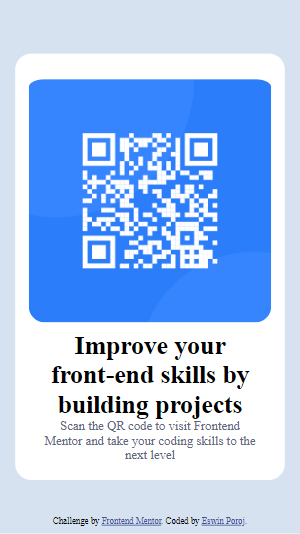 Improve your
front-end skills by
building projects
Scan the QR code to visit Frontend
Mentor and take your coding skills to the
next level
Challenge by Frontend Mentor. Coded by Eswin Poroj.